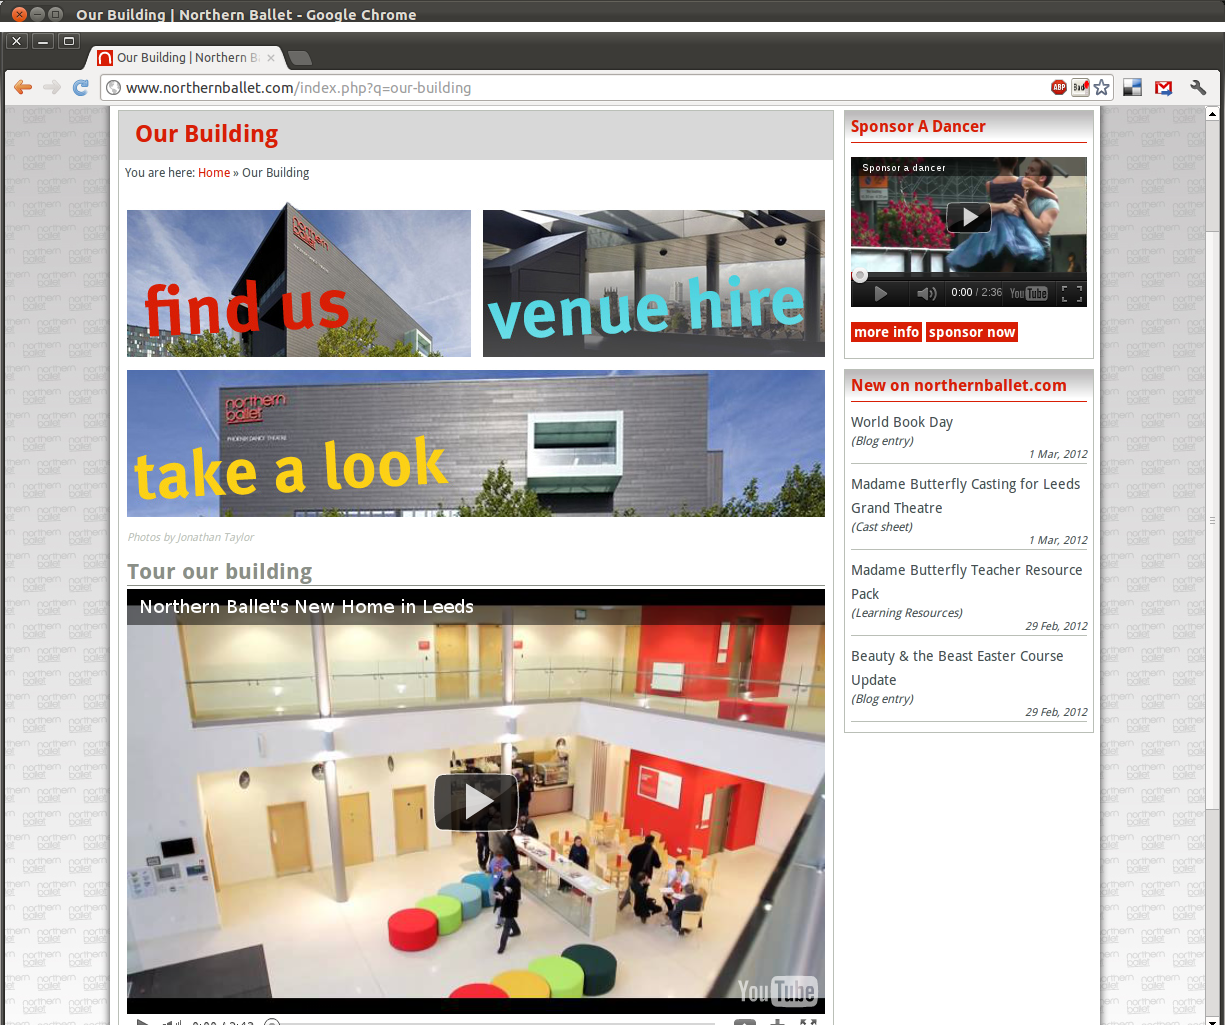 Our Building | Northern Ballet - Google Chrome
Our Building | Northern B
www.northernballet.com/index.php?q=our-building
ABP
Our Building
You are here: Home » Our Building
northern
ballet
find us
venue hire
northern
ballet
PHOENIX DANCE THEATRE
take a look
Photos by Jonathan Taylor
Tour our building
Northern Ballet's New Home in Leeds
YouTube
0:00 / 2:43
Sponsor A Dancer
Sponsor a dancer
0:00 / 2:36
YouTube
more info sponsor now
New on northernballet.com
World Book Day
(Blog entry)
1 Mar, 2012
Madame Butterfly Casting for Leeds
Grand Theatre
(Cast sheet)
1 Mar, 2012
Madame Butterfly Teacher Resource
Pack
(Learning Resources)
29 Feb, 2012
Beauty & the Beast Easter Course
Update
(Blog entry)
29 Feb, 2012